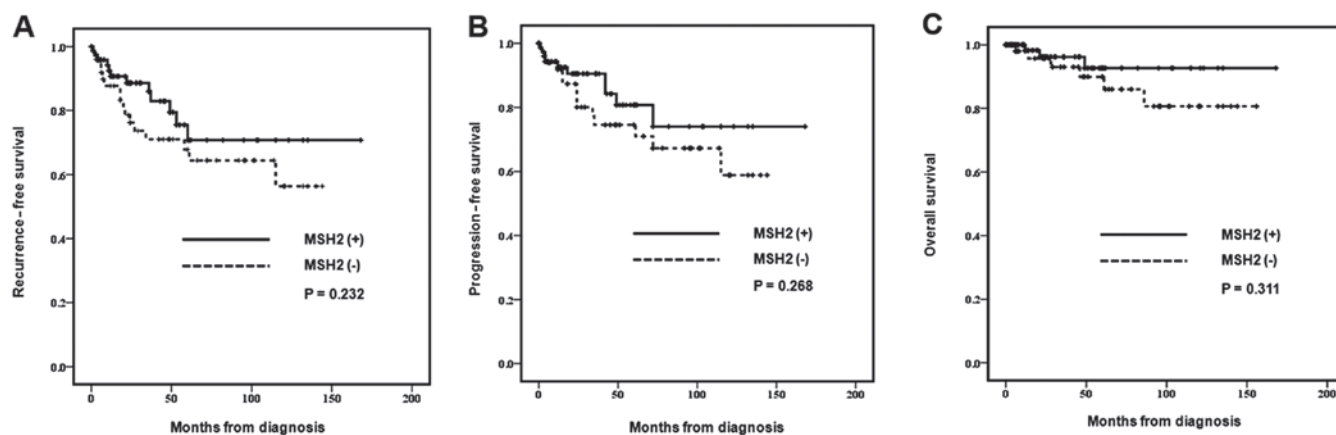 A
Recurrence-free survival
1.0
0.8
0.6
0.4
0.2
0.0
MSH2 (+)
MSH2 (-)
P = 0.232
0 50 100 150 200
Months from diagnosis
B
Progression-free survival
1.0
0.8
0.6
0.4
0.2
0.0
MSH2 (+)
MSH2 (-)
P = 0.268
0 50 100 150 200
Months from diagnosis
C
Overall survival
1.0
0.8
0.6
0.4
0.2
0.0
MSH2 (+)
MSH2 (-)
P = 0.311
0 50 100 150 200
Months from diagnosis